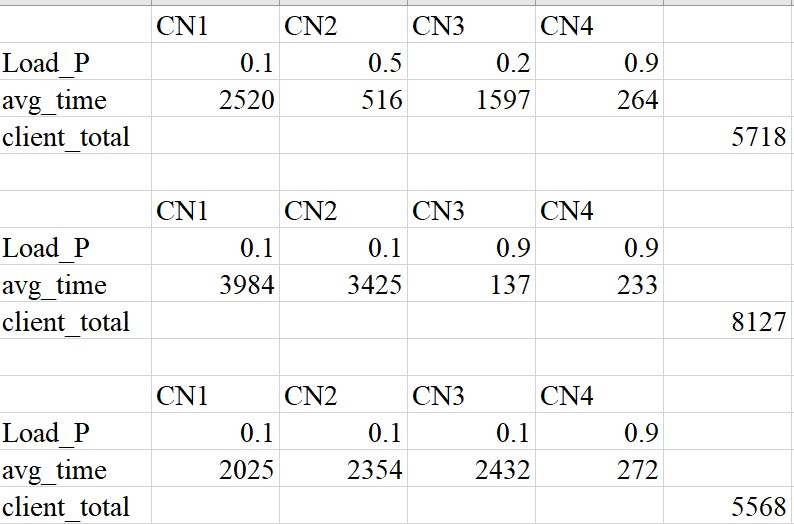 CN1 CN2 CN3 CN4
Load_P 0.1 0.5 0.2 0.9
avg_time 2520 516 1597 264
client_total 5718
CN1 CN2 CN3 CN4
Load_P 0.1 0.1 0.9 0.9
avg_time 3984 3425 137 233
client_total 8127
CN1 CN2 CN3 CN4
Load_P 0.1 0.1 0.1 0.9
avg_time 2025 2354 2432 272
client_total 5568